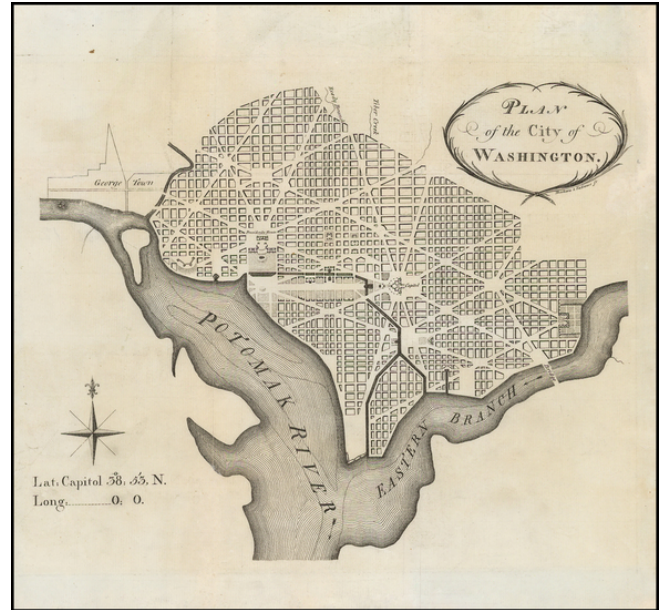 PLAN
of the City of
WASHINGTON.
George Town
Capitol
POTOMAK RIVER
EASTERN BRANCH
Lat. Capitol 38. 53. N.
Long. 0. 0.